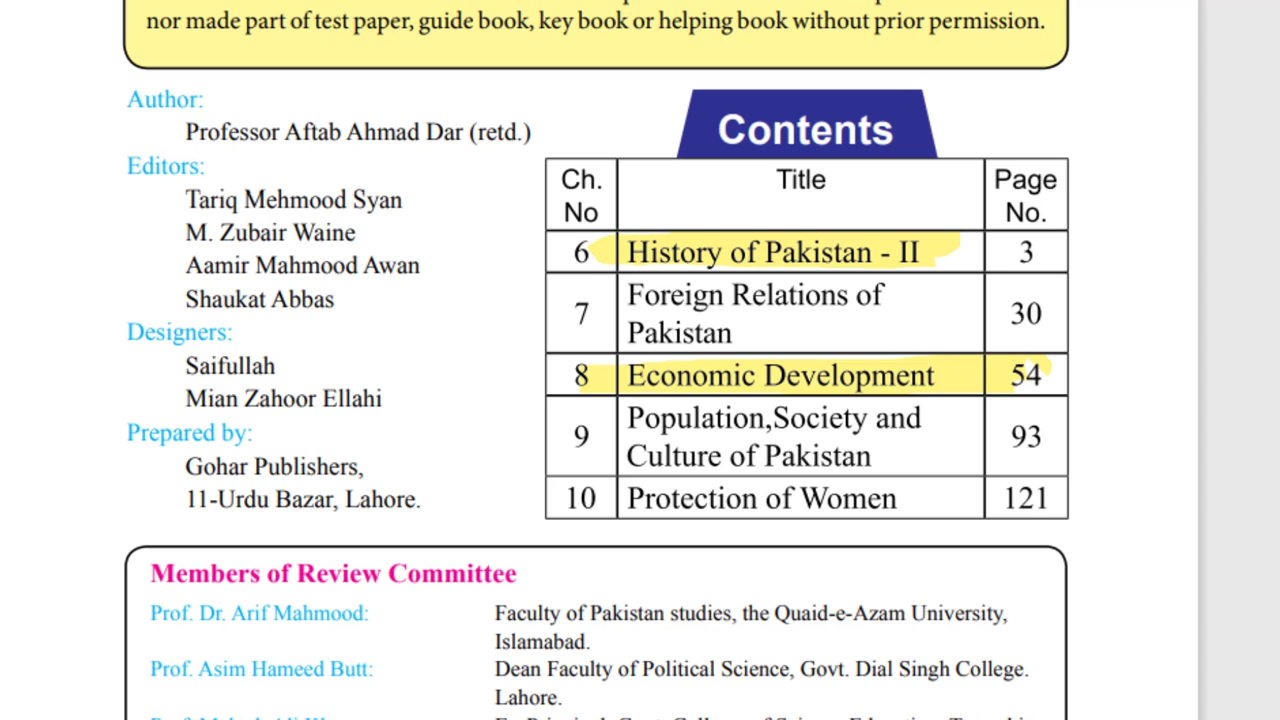 nor made part of test paper, guide book, key book or helping book without prior permission.
Author:
Professor Aftab Ahmad Dar (retd.)
Editors:
Tariq Mehmood Syan
M. Zubair Waine
Aamir Mahmood Awan
Shaukat Abbas
Designers:
Saifullah
Mian Zahoor Ellahi
Prepared by:
Gohar Publishers,
11-Urdu Bazar, Lahore.
Contents
Ch. No Title Page No.
6 History of Pakistan - II 3
7 Foreign Relations of Pakistan 30
8 Economic Development 54
9 Population,Society and Culture of Pakistan 93
10 Protection of Women 121
Members of Review Committee
Prof. Dr. Arif Mahmood: Faculty of Pakistan studies, the Quaid-e-Azam University,
Islamabad.
Prof. Asim Hameed Butt: Dean Faculty of Political Science, Govt. Dial Singh College.
Lahore.